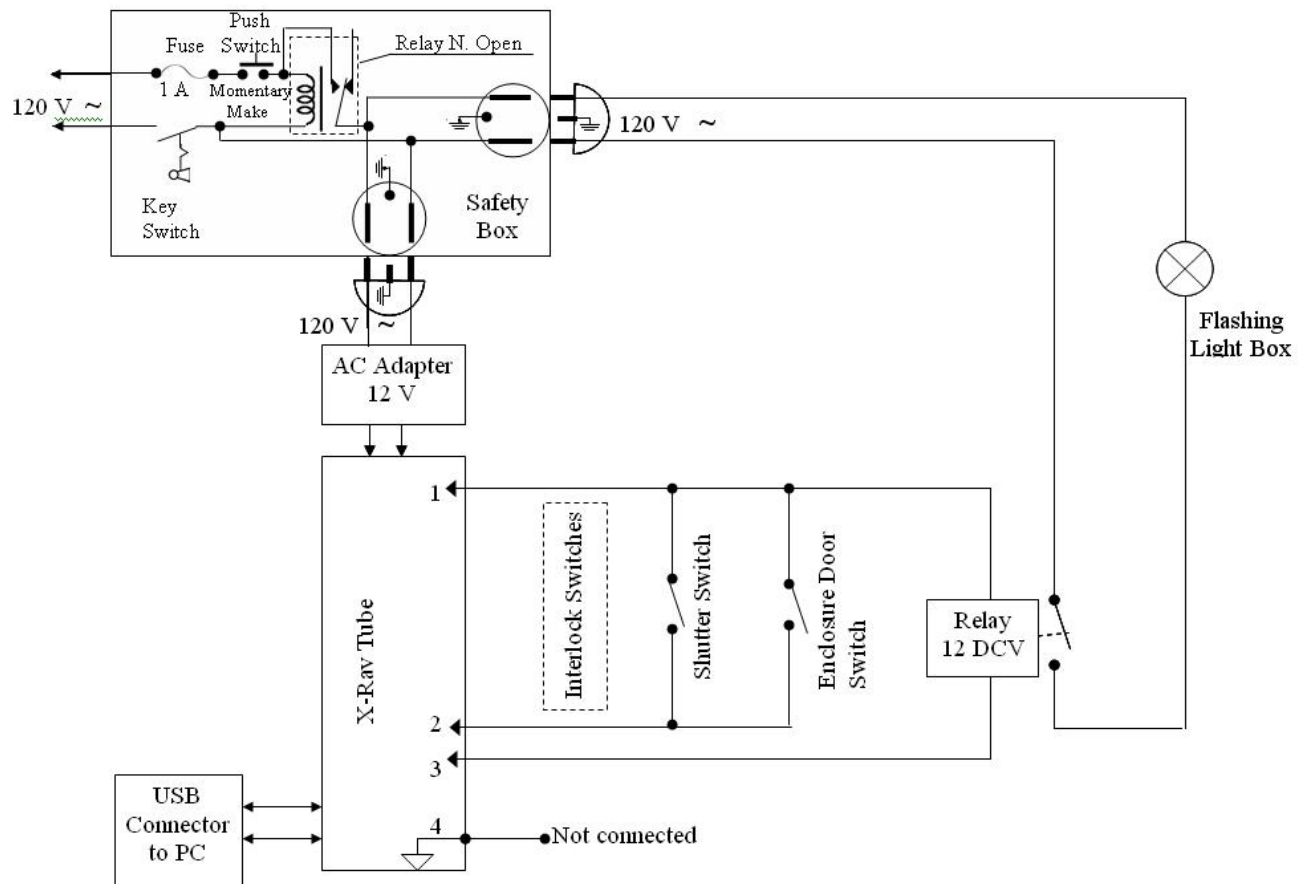 Push
Switch
Fuse
Relay N. Open
1 A
Momentary
Make
120 V ~
120 V ~
Key
Switch
Safety
Box
120 V ~
AC Adapter
12 V
Flashing
Light Box
1
X-Ray Tube
Interlock Switches
Shutter Switch
Enclosure Door
Switch
Relay
12 DCV
2
3
4
Not connected
USB
Connector
to PC